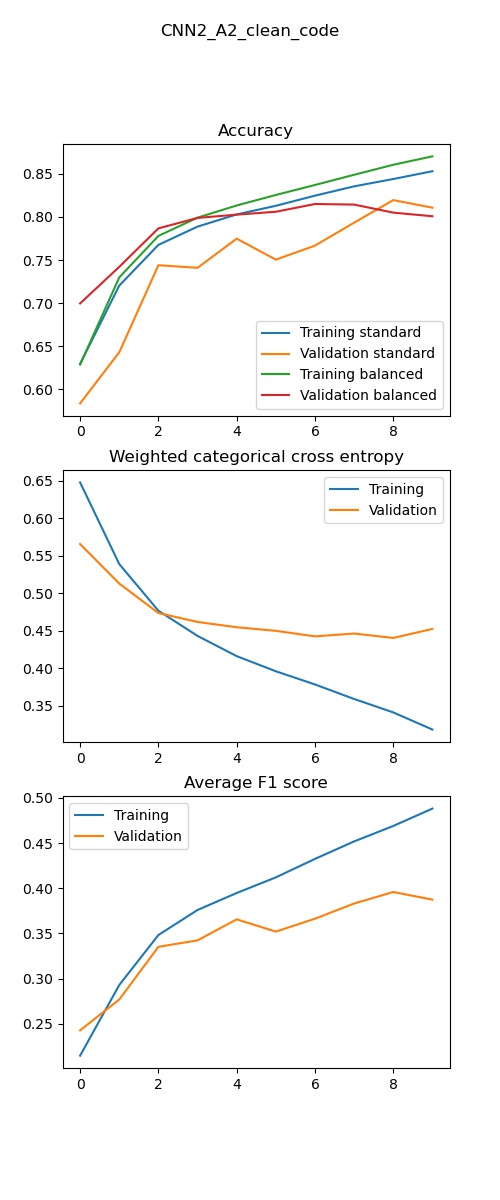 CNN2_A2_clean_code
Accuracy
0.85
0.80
0.75
0.70
0.65
0.60
Training standard
Validation standard
Training balanced
Validation balanced
0 2 4 6 8
Weighted categorical cross entropy
0.65
0.60
0.55
0.50
0.45
0.40
0.35
Training
Validation
0 2 4 6 8
Average F1 score
0.50
0.45
0.40
0.35
0.30
0.25
Training
Validation
0 2 4 6 8